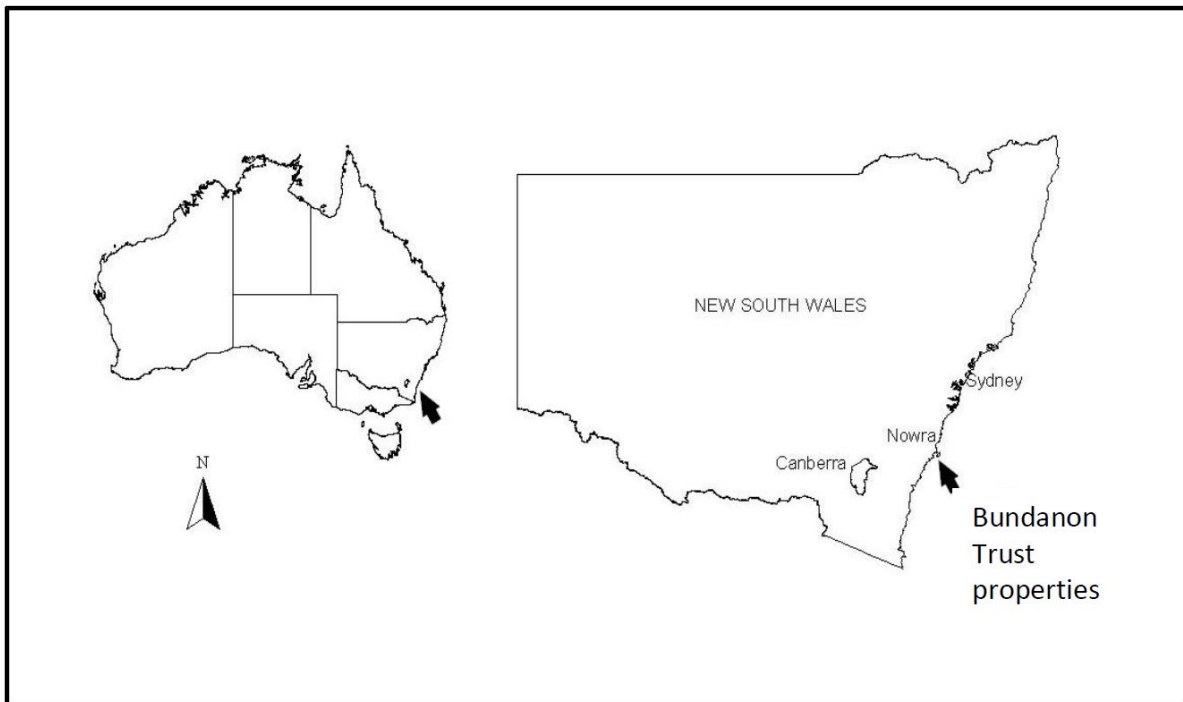 NEW SOUTH WALES
Sydney
Nowra
Canberra
N
Bundanon
Trust
properties